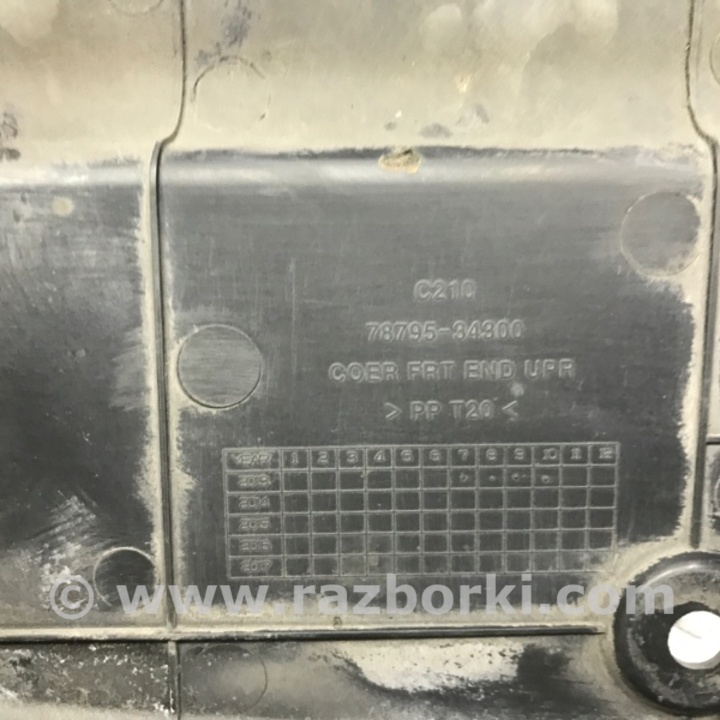 C210
78795-34300
COER FRT END UPR
> PP T20 <
YEAR 1 2 3 4 5 6 7 8 9 10 11 12
2013
2014
2015
2016
2017
© www.razborki.com